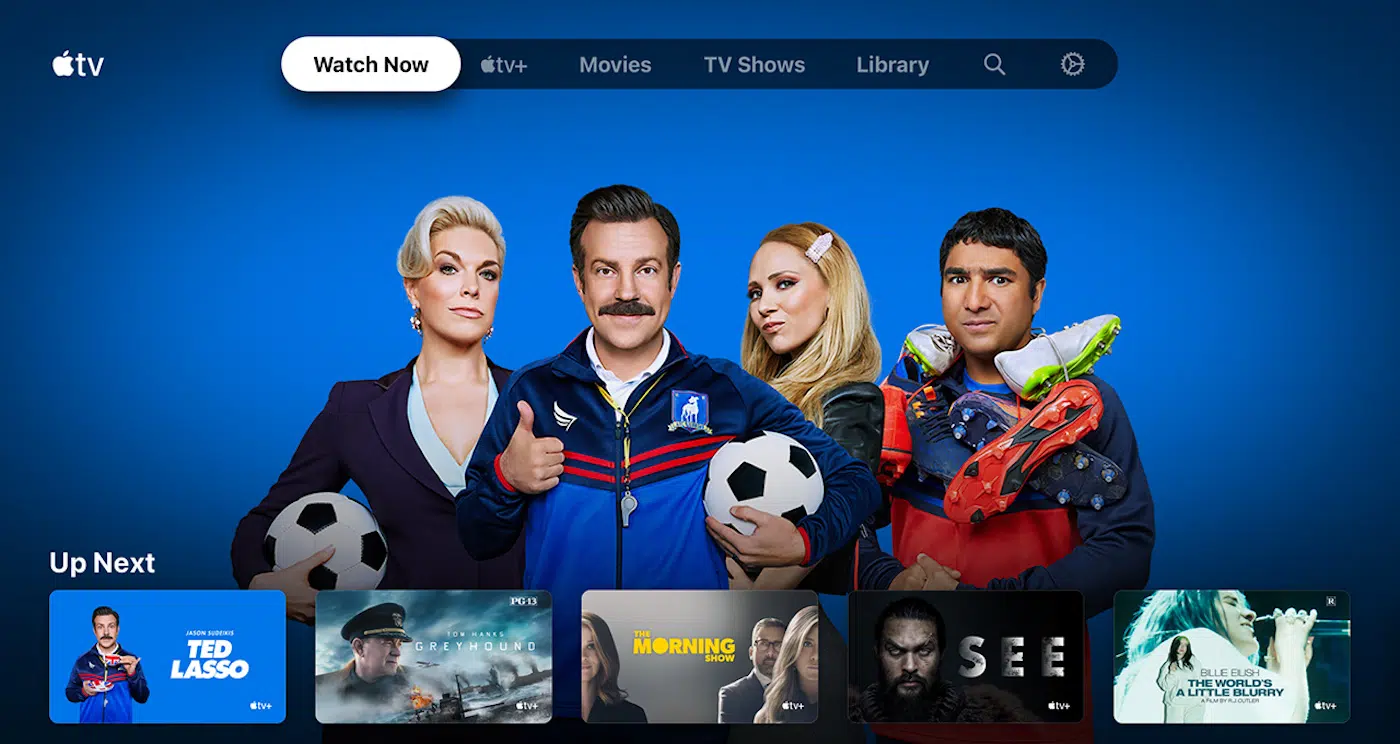 tv
Watch Now
tv+
Movies
TV Shows
Library
Up Next
JASON SUDEIKIS
TED
LASSO
tv+
PG-13
TOM HANKS
GREYHOUND
tv+
THE
MORNING
SHOW
tv+
SEE
tv+
R
BILLIE EILISH
THE WORLD'S
A LITTLE BLURRY
A FILM BY R.J. CUTLER
tv+